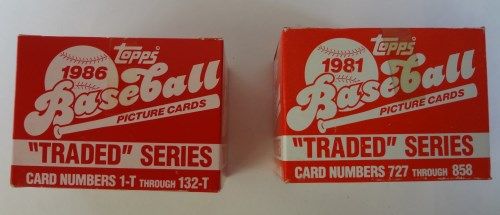 topps
1986
Baseball
PICTURE CARDS
"TRADED" SERIES
CARD NUMBERS 1-T THROUGH 132-T
topps
1981
Baseball
PICTURE CARDS
"TRADED" SERIES
CARD NUMBERS 727 THROUGH 858